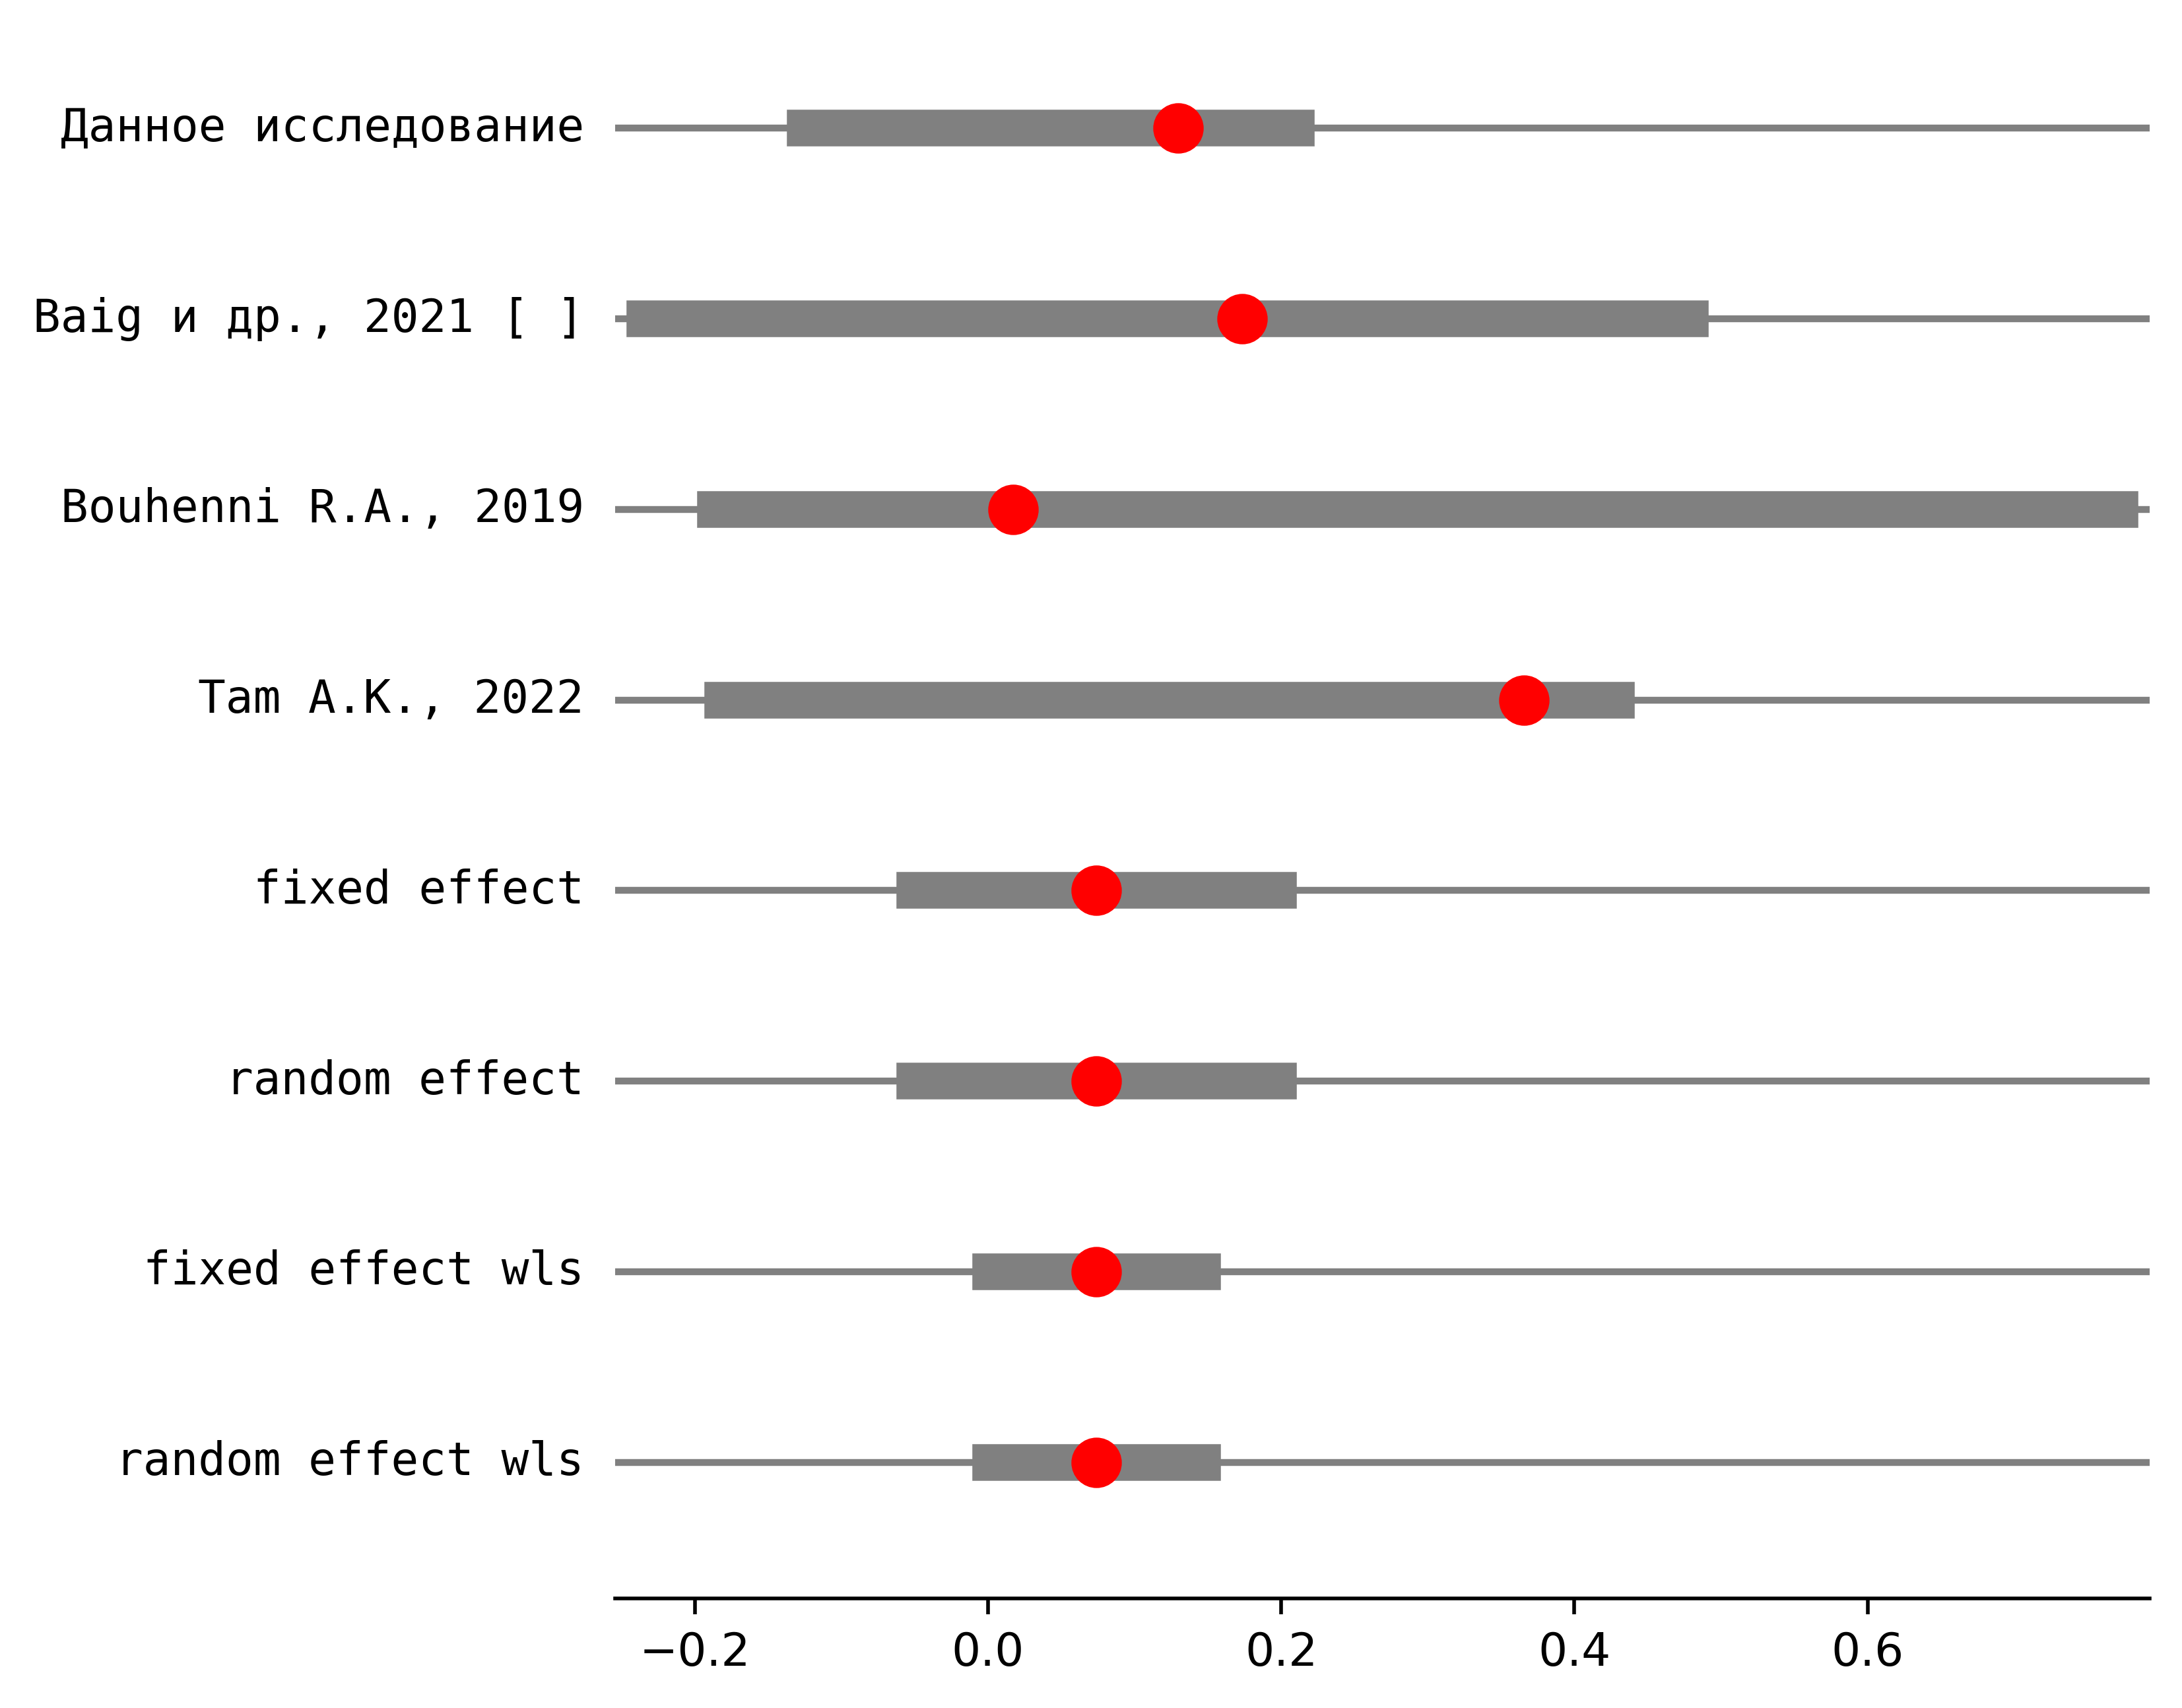 Данное исследование
Baig и др., 2021 [ ]
Bouhenni R.A., 2019
Tam A.K., 2022
fixed effect
random effect
fixed effect wls
random effect wls
−0.2 0.0 0.2 0.4 0.6